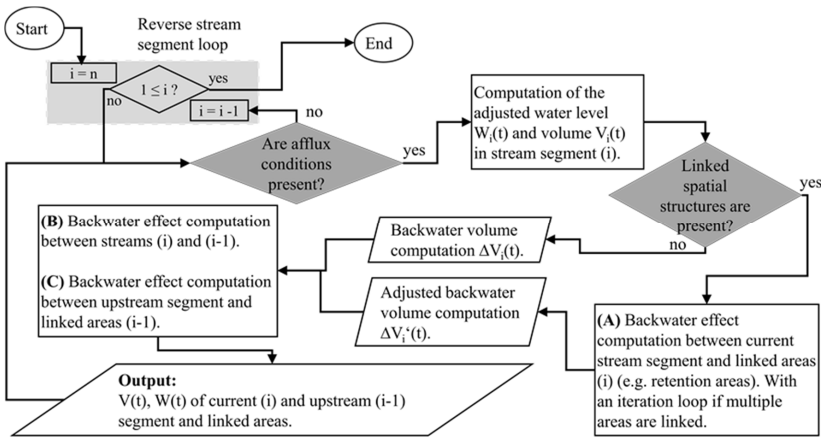 Start
Reverse stream
segment loop
End
i = n
1 ≤ i ?
yes
no
i = i -1
no
Are afflux
conditions
present?
yes
Computation of the
adjusted water level
Wi(t) and volume Vi(t)
in stream segment (i).
Linked
spatial
structures are
present?
yes
no
(B) Backwater effect computation
between streams (i) and (i-1).
(C) Backwater effect computation
between upstream segment and
linked areas (i-1).
Backwater volume
computation ΔVi(t).
Adjusted backwater
volume computation
ΔVi‘(t).
(A) Backwater effect
computation between current
stream segment and linked areas
(i) (e.g. retention areas). With
an iteration loop if multiple
areas are linked.
Output:
V(t), W(t) of current (i) and upstream (i-1)
segment and linked areas.